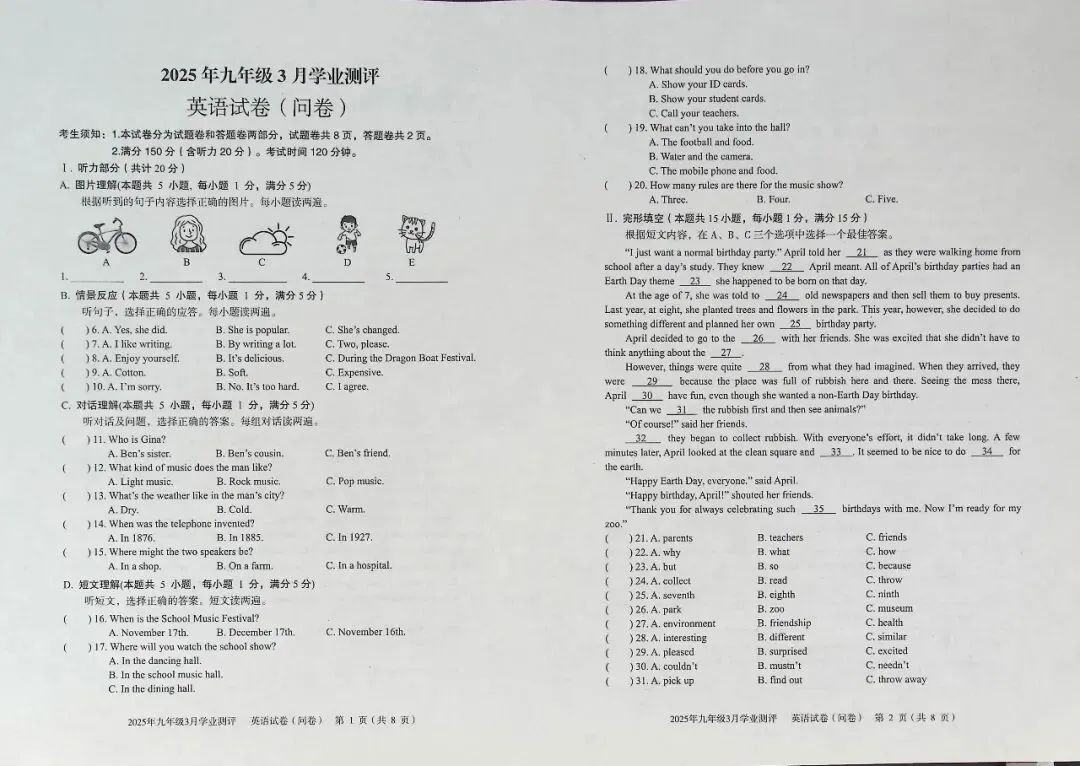 2025 年九年级 3 月学业测评
英语试卷（问卷）
考生须知：1.本试卷分为试题卷和答题卷两部分，试题卷共 8 页，答题卷共 2 页。
2.满分 150 分（含听力 20 分）。考试时间 120 分钟。
Ⅰ. 听力部分（共计 20 分）
A. 图片理解(本题共 5 小题, 每小题 1 分，满分 5 分)
根据听到的句子内容选择正确的图片。每小题读两遍。
A B C D E
1. ________ 2. ________ 3. ________ 4. ________ 5. ________
B. 情景反应（本题共 5 小题，每小题 1 分，满分 5 分）
听句子，选择正确的应答。每小题读两遍。
( ) 6. A. Yes, she did. B. She is popular. C. She's changed.
( ) 7. A. I like writing. B. By writing a lot. C. Two, please.
( ) 8. A. Enjoy yourself. B. It's delicious. C. During the Dragon Boat Festival.
( ) 9. A. Cotton. B. Soft. C. Expensive.
( ) 10. A. I'm sorry. B. No. It's too hard. C. I agree.
C. 对话理解(本题共 5 小题，每小题 1 分，满分 5 分)
听对话及问题，选择正确的答案。每组对话读两遍。
( ) 11. Who is Gina?
A. Ben's sister. B. Ben's cousin. C. Ben's friend.
( ) 12. What kind of music does the man like?
A. Light music. B. Rock music. C. Pop music.
( ) 13. What's the weather like in the man's city?
A. Dry. B. Cold. C. Warm.
( ) 14. When was the telephone invented?
A. In 1876. B. In 1885. C. In 1927.
( ) 15. Where might the two speakers be?
A. In a shop. B. On a farm. C. In a hospital.
D. 短文理解(本题共 5 小题，每小题 1 分，满分 5 分)
听短文，选择正确的答案。短文读两遍。
( ) 16. When is the School Music Festival?
A. November 17th. B. December 17th. C. November 16th.
( ) 17. Where will you watch the school show?
A. In the dancing hall.
B. In the school music hall.
C. In the dining hall.
2025年九年级3月学业测评 英语试卷（问卷） 第 1 页（共 8 页）
( ) 18. What should you do before you go in?
A. Show your ID cards.
B. Show your student cards.
C. Call your teachers.
( ) 19. What can't you take into the hall?
A. The football and food.
B. Water and the camera.
C. The mobile phone and food.
( ) 20. How many rules are there for the music show?
A. Three. B. Four. C. Five.
Ⅱ. 完形填空（本题共 15 小题，每小题 1 分，满分 15 分）
根据短文内容，在 A、B、C 三个选项中选择一个最佳答案。
"I just want a normal birthday party." April told her __21__ as they were walking home from
school after a day's study. They knew __22__ April meant. All of April's birthday parties had an
Earth Day theme __23__ she happened to be born on that day.
At the age of 7, she was told to __24__ old newspapers and then sell them to buy presents.
Last year, at eight, she planted trees and flowers in the park. This year, however, she decided to do
something different and planned her own __25__ birthday party.
April decided to go to the __26__ with her friends. She was excited that she didn't have to
think anything about the __27__.
However, things were quite __28__ from what they had imagined. When they arrived, they
were __29__ because the place was full of rubbish here and there. Seeing the mess there,
April __30__ have fun, even though she wanted a non-Earth Day birthday.
"Can we __31__ the rubbish first and then see animals?"
"Of course!" said her friends.
__32__ they began to collect rubbish. With everyone's effort, it didn't take long. A few
minutes later, April looked at the clean square and __33__. It seemed to be nice to do __34__ for
the earth.
"Happy Earth Day, everyone." said April.
"Happy birthday, April!" shouted her friends.
"Thank you for always celebrating such __35__ birthdays with me. Now I'm ready for my
zoo."
( ) 21. A. parents B. teachers C. friends
( ) 22. A. why B. what C. how
( ) 23. A. but B. so C. because
( ) 24. A. collect B. read C. throw
( ) 25. A. seventh B. eighth C. ninth
( ) 26. A. park B. zoo C. museum
( ) 27. A. environment B. friendship C. health
( ) 28. A. interesting B. different C. similar
( ) 29. A. pleased B. surprised C. excited
( ) 30. A. couldn't B. mustn't C. needn't
( ) 31. A. pick up B. find out C. throw away
2025年九年级3月学业测评 英语试卷（问卷） 第 2 页（共 8 页）